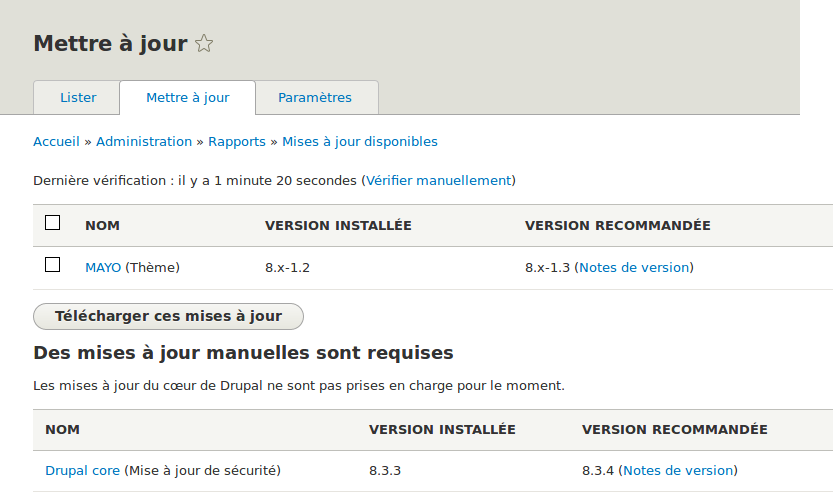 Mettre à jour
Lister Mettre à jour Paramètres
Accueil » Administration » Rapports » Mises à jour disponibles
Dernière vérification : il y a 1 minute 20 secondes (Vérifier manuellement)
NOM VERSION INSTALLÉE VERSION RECOMMANDÉE
MAYO (Thème) 8.x-1.2 8.x-1.3 (Notes de version)
Télécharger ces mises à jour
Des mises à jour manuelles sont requises
Les mises à jour du cœur de Drupal ne sont pas prises en charge pour le moment.
NOM VERSION INSTALLÉE VERSION RECOMMANDÉE
Drupal core (Mise à jour de sécurité) 8.3.3 8.3.4 (Notes de version)